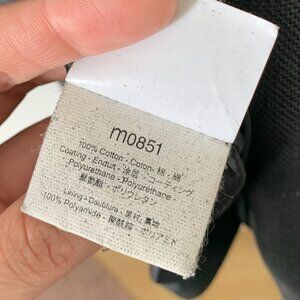 m0851
100% Cotton - Coton - 棉 - 綿
Coating - Enduit - 涂层 - コーティング
Polyurethane - Polyurethane -
聚氨酯 - ポリウレタン
Lining - Doublure - 里衬 - 裏地
100% Polyamide - 聚酰胺 - ポリアミド